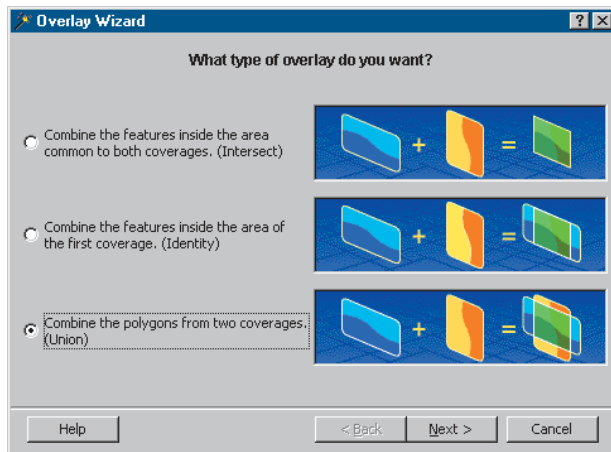 Overlay Wizard
What type of overlay do you want?
Combine the features inside the area
common to both coverages. (Intersect)
+ =
Combine the features inside the area of
the first coverage. (Identity)
+ =
Combine the polygons from two coverages.
(Union)
+ =
Help
< Back
Next >
Cancel